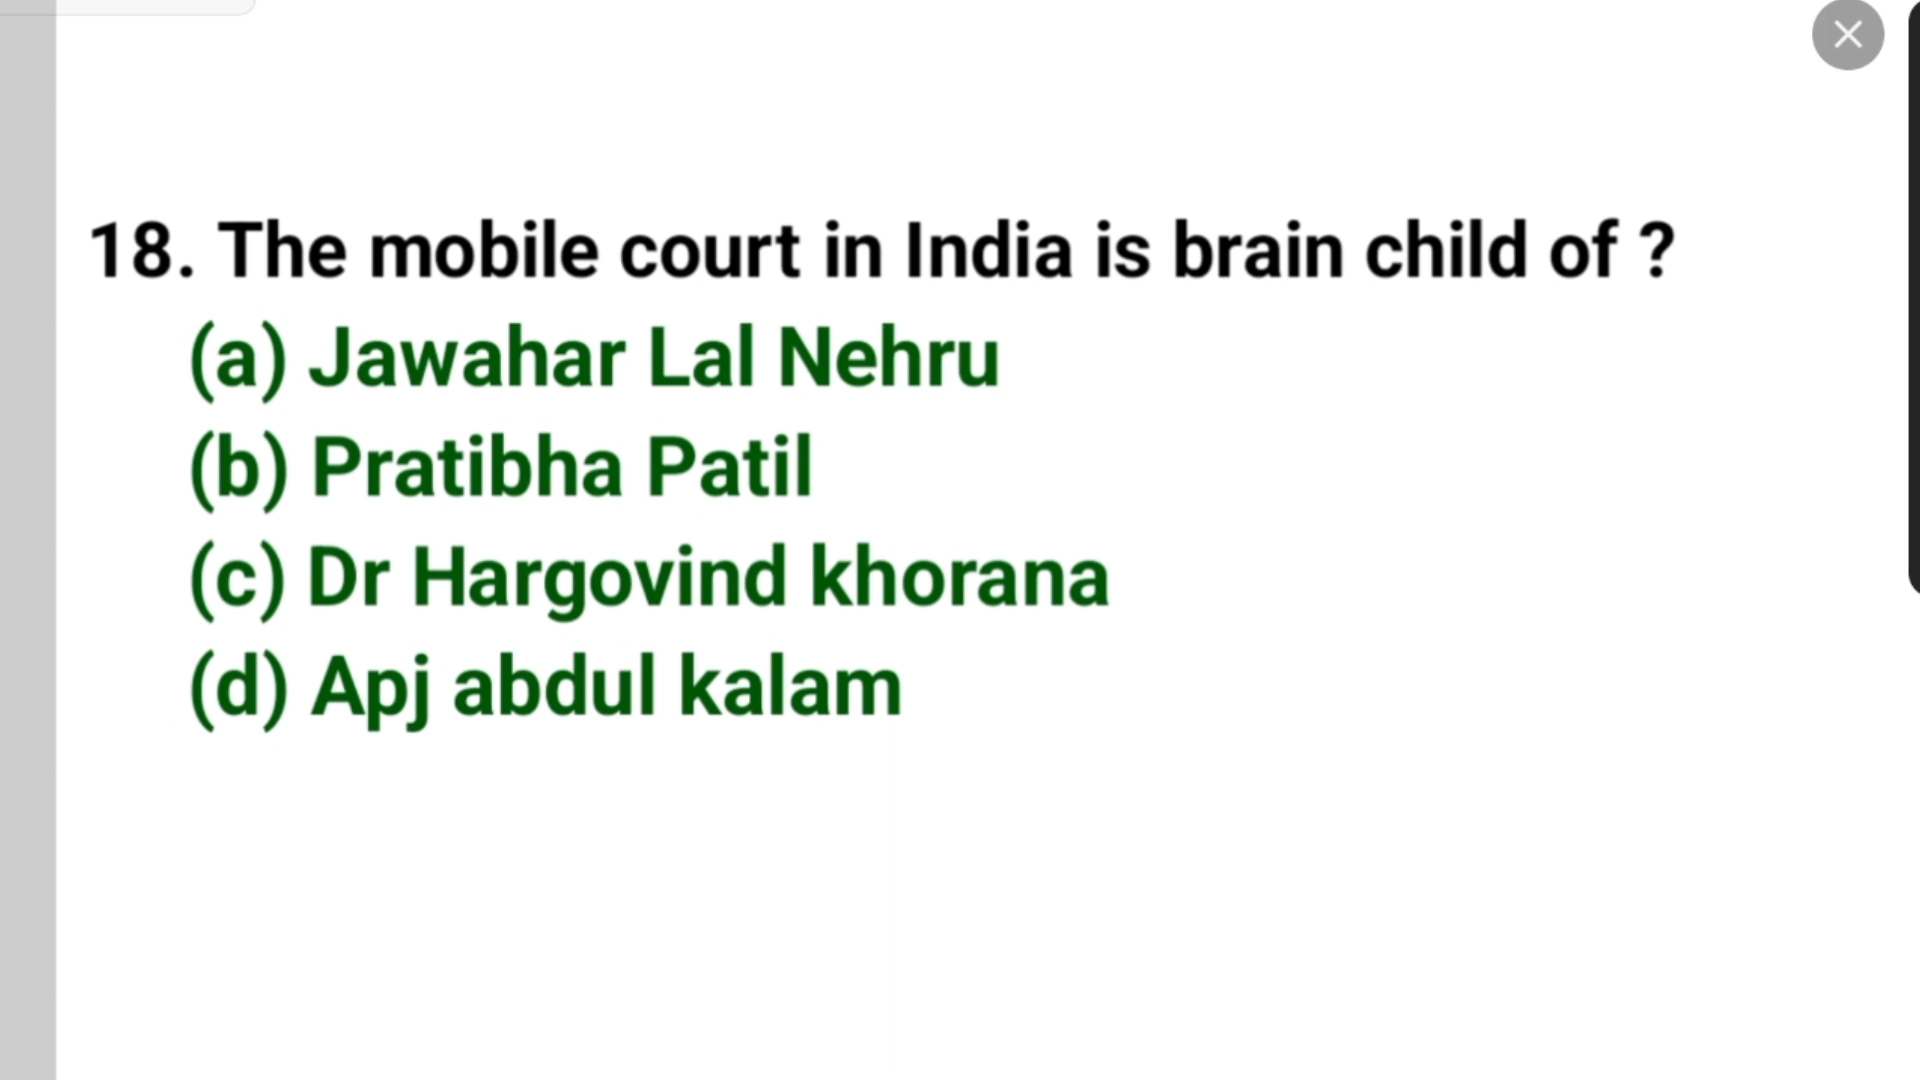 18. The mobile court in India is brain child of ?
(a) Jawahar Lal Nehru
(b) Pratibha Patil
(c) Dr Hargovind khorana
(d) Apj abdul kalam